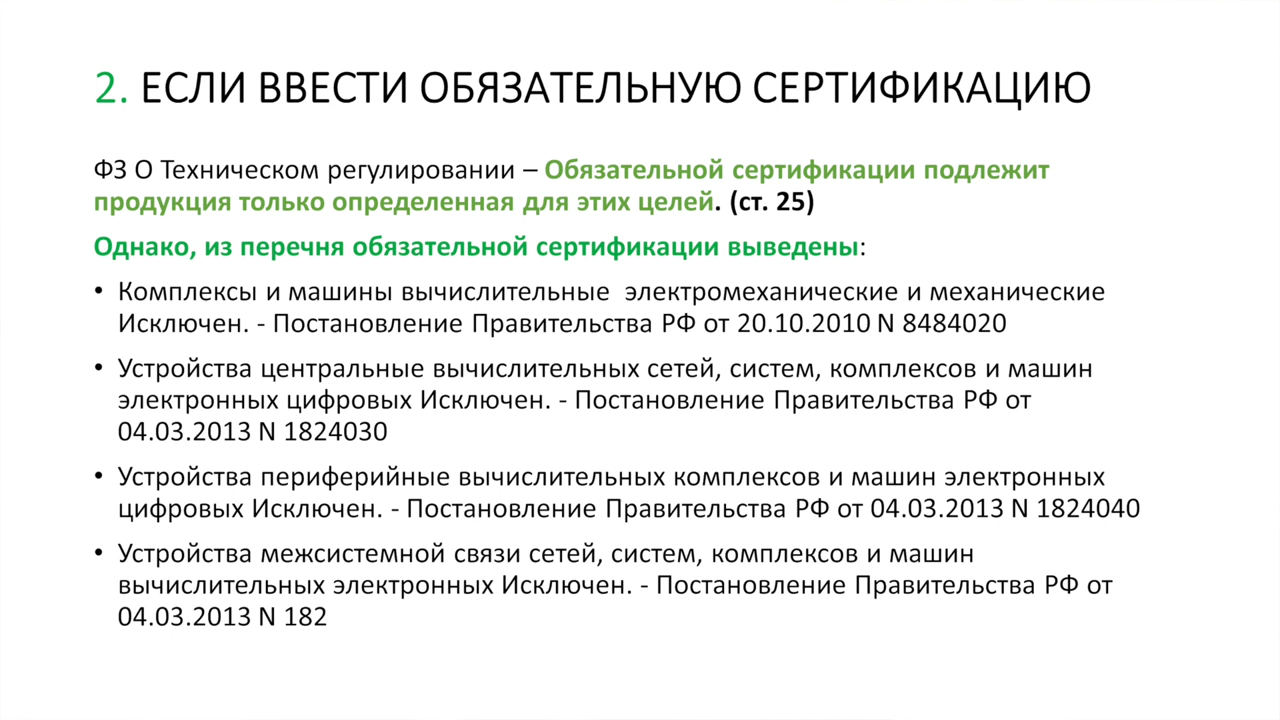 2. ЕСЛИ ВВЕСТИ ОБЯЗАТЕЛЬНУЮ СЕРТИФИКАЦИЮ
ФЗ О Техническом регулировании – Обязательной сертификации подлежит
продукция только определенная для этих целей. (ст. 25)
Однако, из перечня обязательной сертификации выведены:
• Комплексы и машины вычислительные  электромеханические и механические
Исключен. - Постановление Правительства РФ от 20.10.2010 N 8484020
• Устройства центральные вычислительных сетей, систем, комплексов и машин
электронных цифровых Исключен. - Постановление Правительства РФ от
04.03.2013 N 1824030
• Устройства периферийные вычислительных комплексов и машин электронных
цифровых Исключен. - Постановление Правительства РФ от 04.03.2013 N 1824040
• Устройства межсистемной связи сетей, систем, комплексов и машин
вычислительных электронных Исключен. - Постановление Правительства РФ от
04.03.2013 N 182